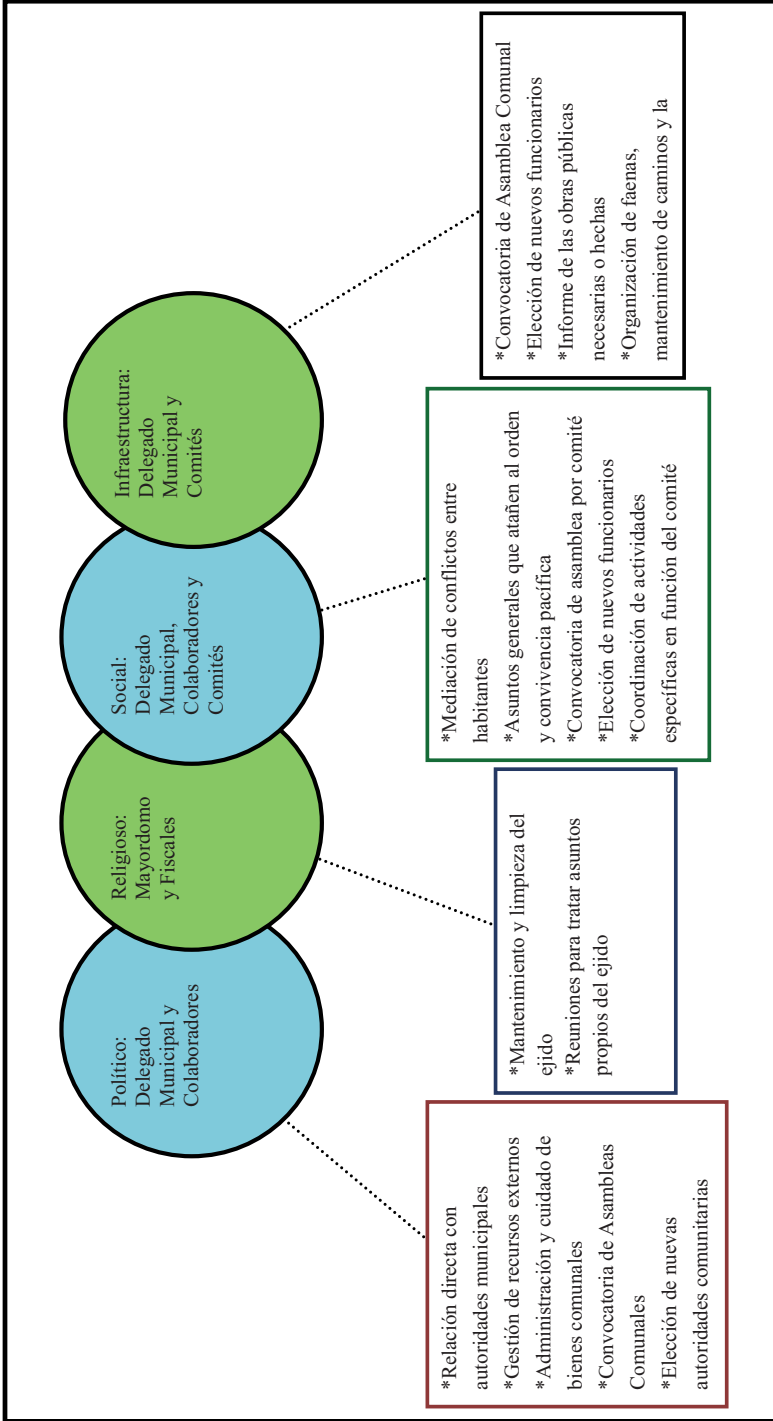 Político:
Delegado
Municipal y
Colaboradores
Religioso:
Mayordomo
y Fiscales
Social:
Delegado
Municipal,
Colaboradores y
Comités
Infraestructura:
Delegado
Municipal y
Comités
*Relación directa con
autoridades municipales
*Gestión de recursos externos
*Administración y cuidado de
bienes comunales
*Convocatoria de Asambleas
Comunales
*Elección de nuevas
autoridades comunitarias
*Mantenimiento y limpieza del
ejido
*Reuniones para tratar asuntos
propios del ejido
*Mediación de conflictos entre
habitantes
*Asuntos generales que atañen al orden
y convivencia pacífica
*Convocatoria de asamblea por comité
*Elección de nuevos funcionarios
*Coordinación de actividades
específicas en función del comité
*Convocatoria de Asamblea Comunal
*Elección de nuevos funcionarios
*Informe de las obras públicas
necesarias o hechas
*Organización de faenas,
mantenimiento de caminos y la